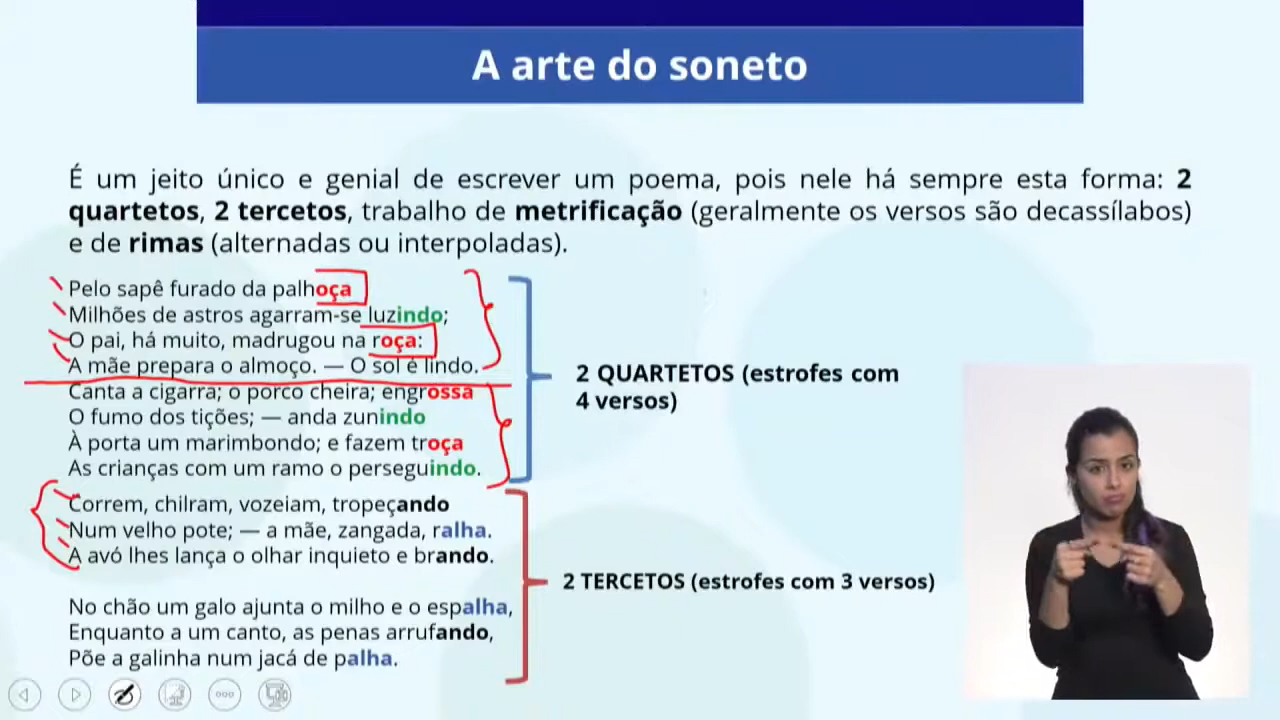 A arte do soneto
É um jeito único e genial de escrever um poema, pois nele há sempre esta forma: 2
quartetos, 2 tercetos, trabalho de metrificação (geralmente os versos são decassílabos)
e de rimas (alternadas ou interpoladas).
Pelo sapê furado da palhoça
Milhões de astros agarram-se luzindo;
O pai, há muito, madrugou na roça:
A mãe prepara o almoço. — O sol é lindo.
Canta a cigarra; o porco cheira; engrossa
O fumo dos tições; — anda zunindo
À porta um marimbondo; e fazem troça
As crianças com um ramo o perseguindo.
Correm, chilram, vozeiam, tropeçando
Num velho pote; — a mãe, zangada, ralha.
A avó lhes lança o olhar inquieto e brando.
No chão um galo ajunta o milho e o espalha,
Enquanto a um canto, as penas arrufando,
Põe a galinha num jacá de palha.
2 QUARTETOS (estrofes com
4 versos)
2 TERCETOS (estrofes com 3 versos)